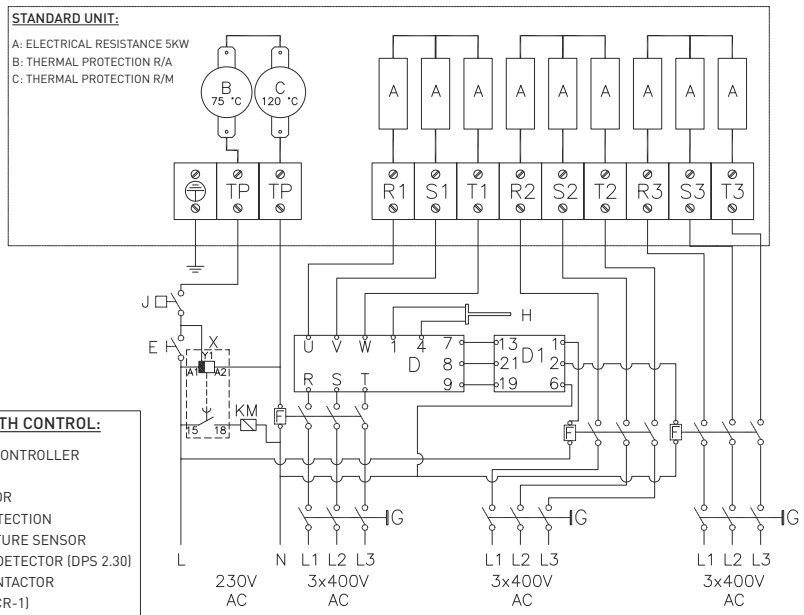 STANDARD UNIT:
A: ELECTRICAL RESISTANCE 5KW
B: THERMAL PROTECTION R/A
C: THERMAL PROTECTION R/M
B
75 °C
C
120 °C
A A A A A A A A A
TP TP R1 S1 T1 R2 S2 T2 R3 S3 T3
J
H
E
X
Y1
A1 A2
U V W 1 4 7 13 1
D 8 21 D1 2
R S T 9 19 6
KM
F
15 18
F F
G G G
TH CONTROL:
ONTROLLER
OR
TECTION
TURE SENSOR
DETECTOR (DPS 2.30)
NTACTOR
CR-1)
L N L1 L2 L3 L1 L2 L3 L1 L2 L3
230V 3x400V 3x400V 3x400V
AC AC AC AC